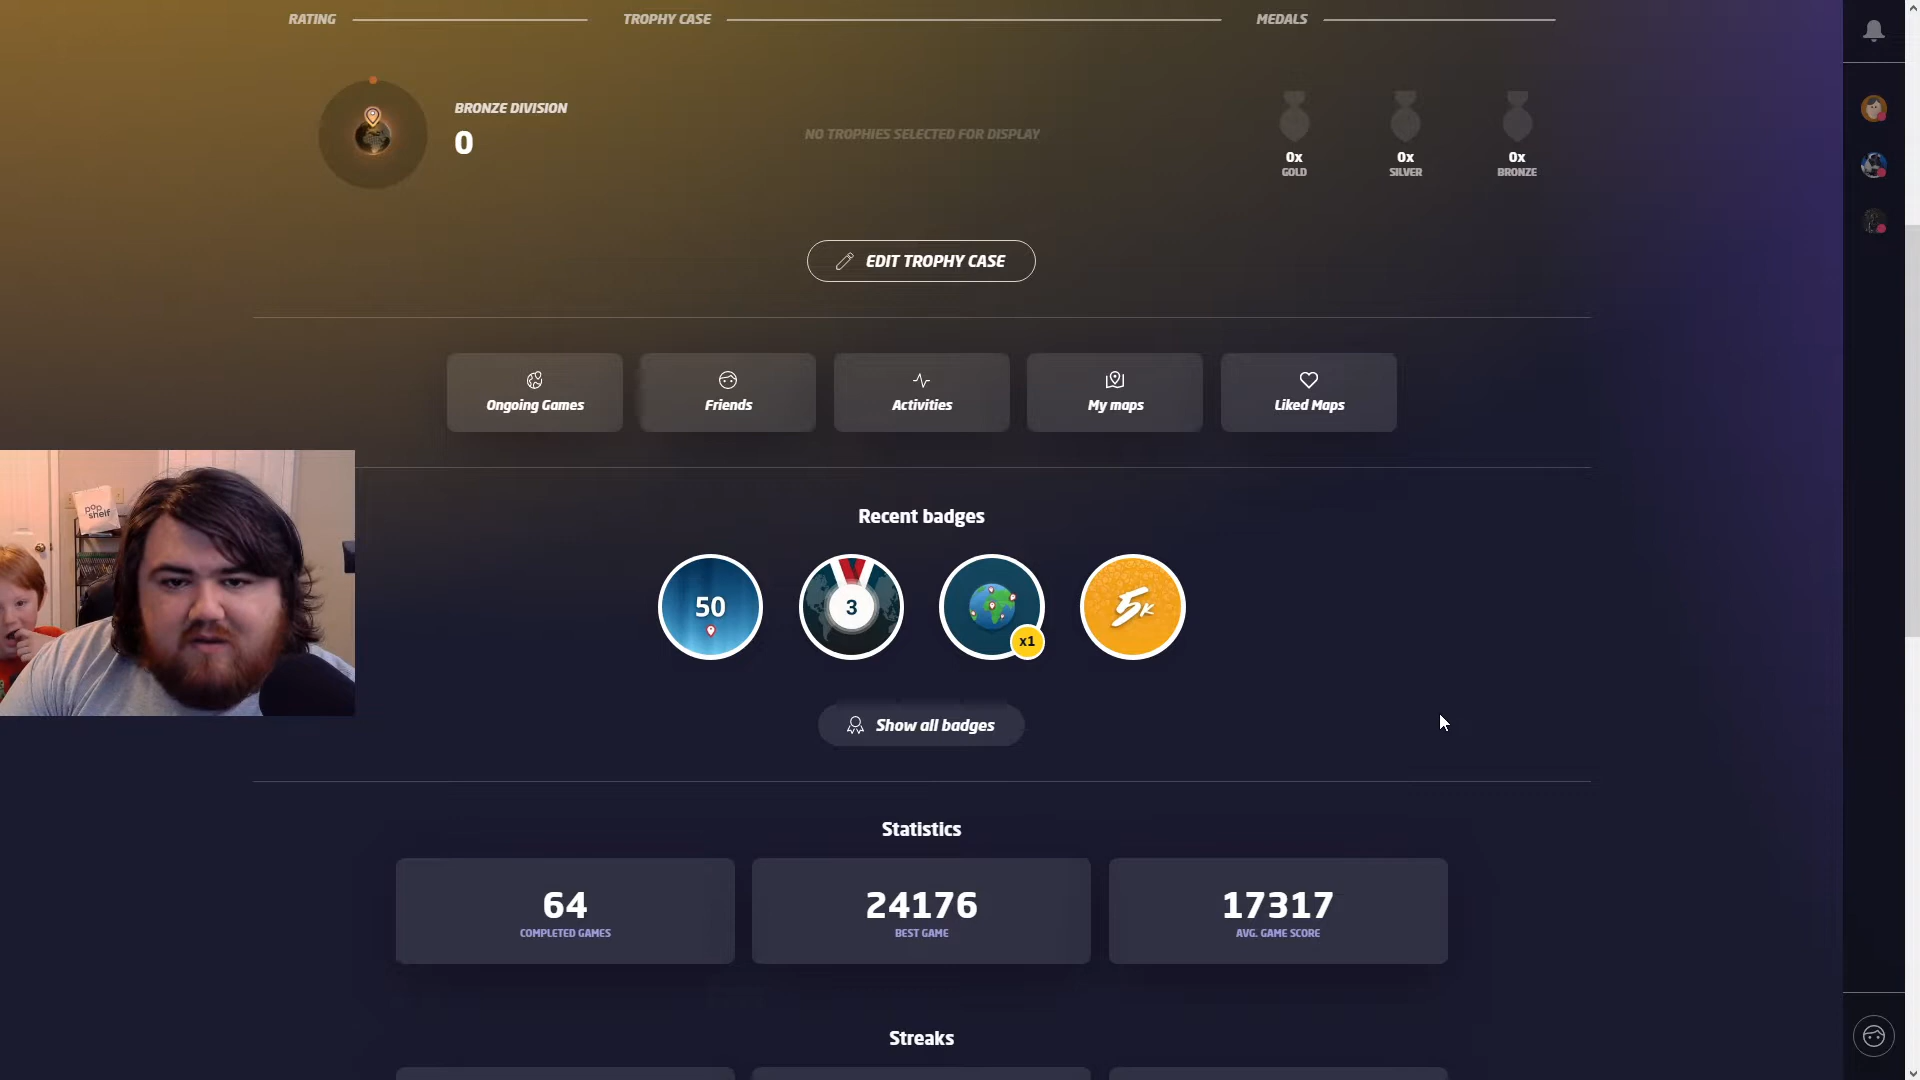 RATING
TROPHY CASE
MEDALS
BRONZE DIVISION
0
NO TROPHIES SELECTED FOR DISPLAY
0x
GOLD
0x
SILVER
0x
BRONZE
EDIT TROPHY CASE
Ongoing Games
Friends
Activities
My maps
Liked Maps
pop
shelf
Recent badges
50
3
x1
5K
Show all badges
Statistics
64
COMPLETED GAMES
24176
BEST GAME
17317
AVG. GAME SCORE
Streaks